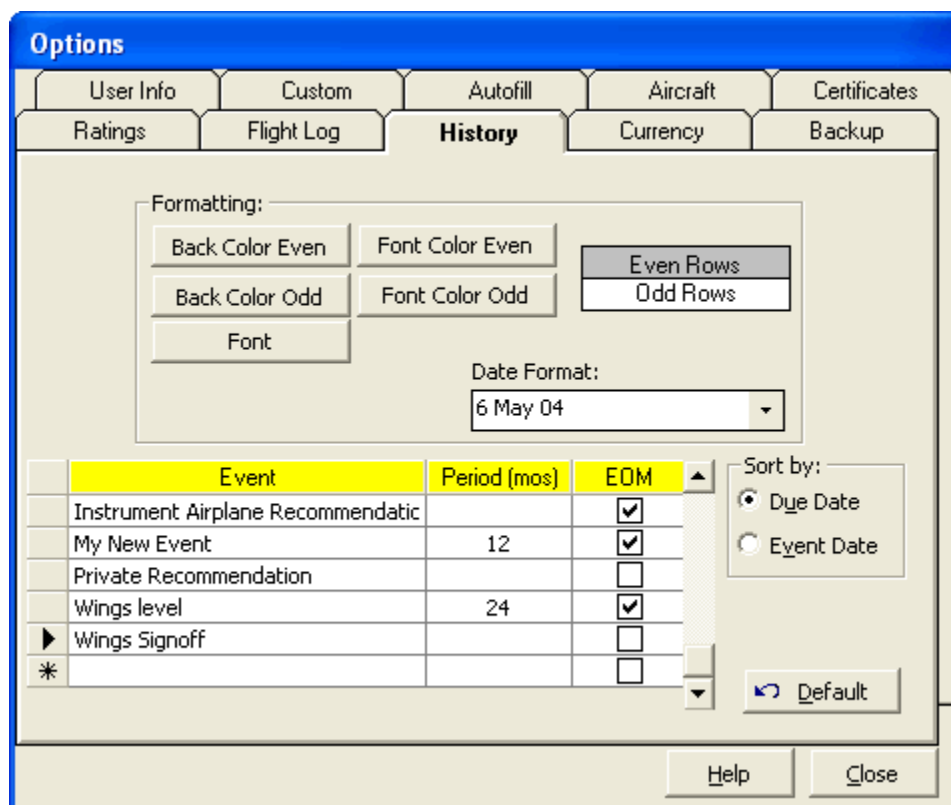 Options
User Info Custom Autofill Aircraft Certificates
Ratings Flight Log History Currency Backup
Formatting:
Back Color Even Font Color Even
Even Rows
Back Color Odd Font Color Odd
Odd Rows
Font
Date Format:
6 May 04
Event Period (mos) EOM
Sort by:
Instrument Airplane Recommendatic
Due Date
My New Event 12
Event Date
Private Recommendation
Wings level 24
Wings Signoff
Default
Help Close